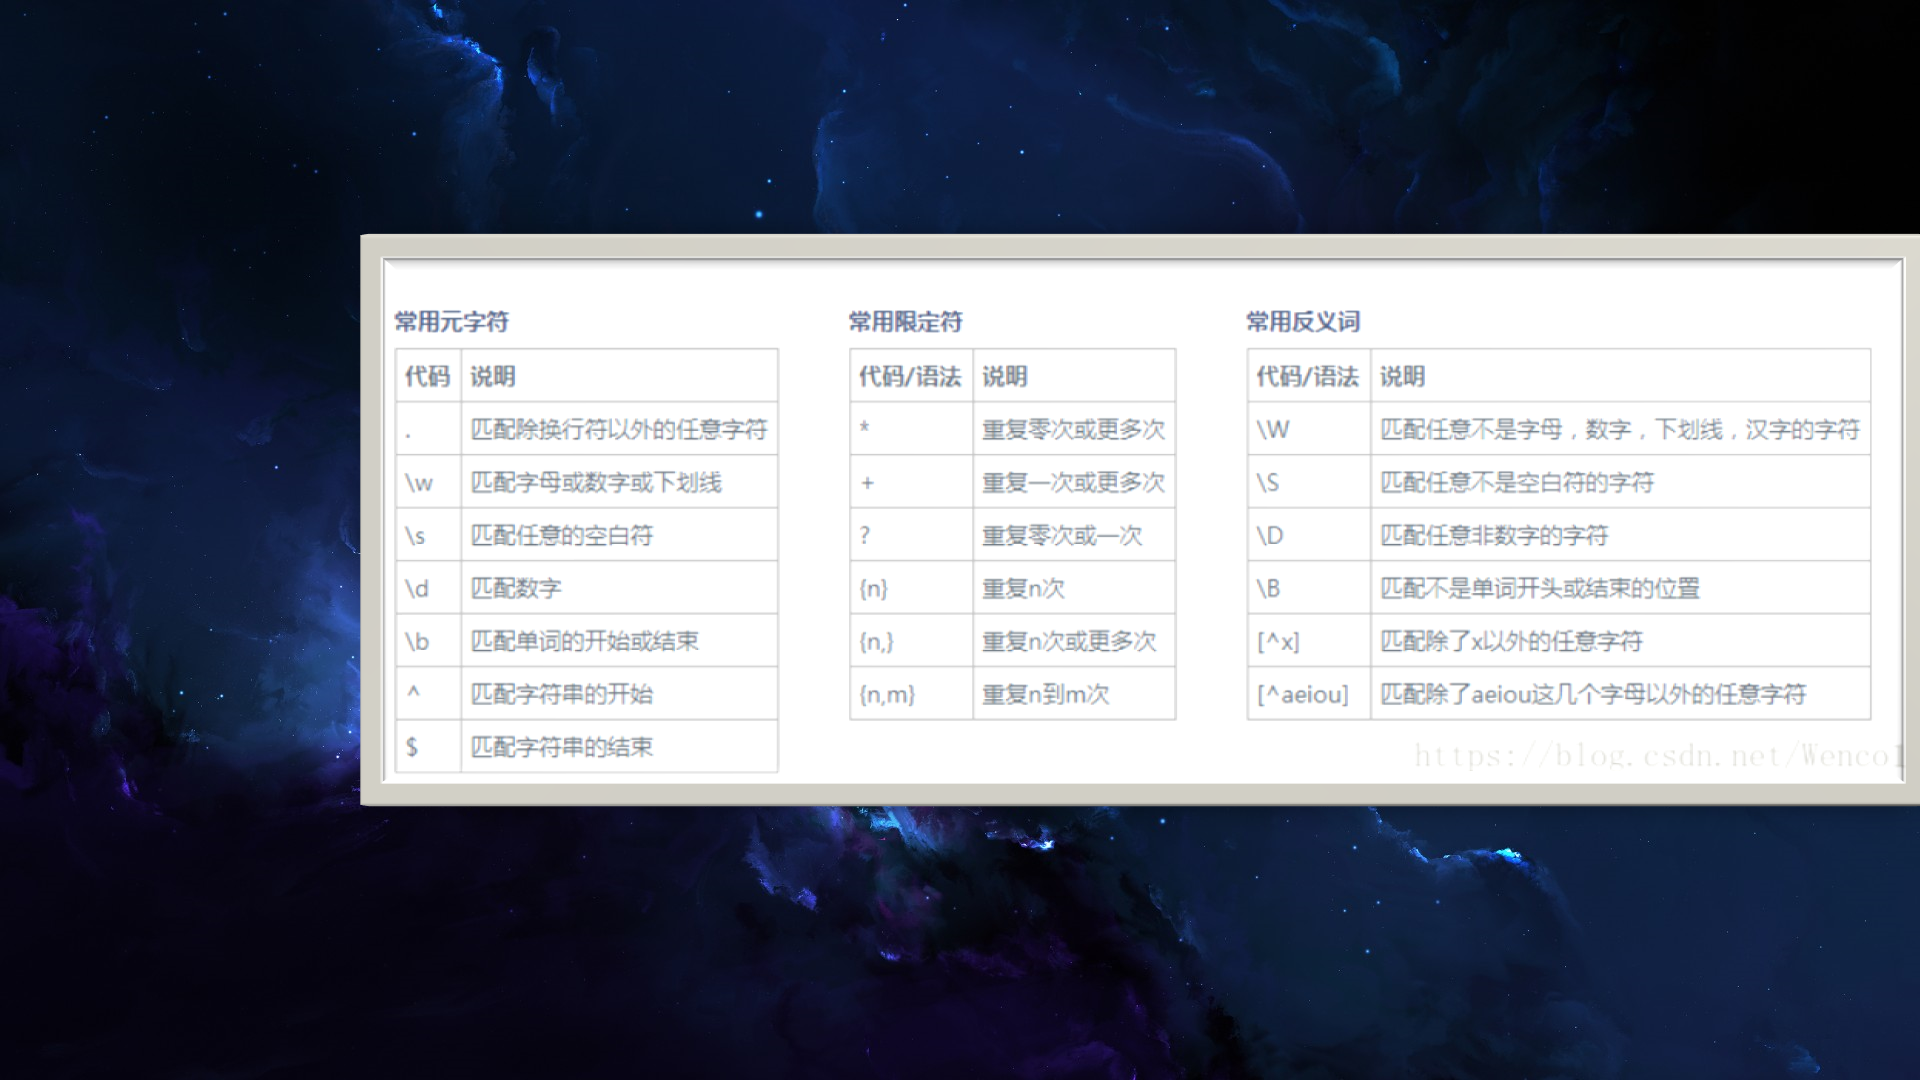 常用元字符
代码 说明
. 匹配除换行符以外的任意字符
\w 匹配字母或数字或下划线
\s 匹配任意的空白符
\d 匹配数字
\b 匹配单词的开始或结束
^ 匹配字符串的开始
$ 匹配字符串的结束
常用限定符
代码/语法 说明
* 重复零次或更多次
+ 重复一次或更多次
? 重复零次或一次
{n} 重复n次
{n,} 重复n次或更多次
{n,m} 重复n到m次
常用反义词
代码/语法 说明
\W 匹配任意不是字母，数字，下划线，汉字的字符
\S 匹配任意不是空白符的字符
\D 匹配任意非数字的字符
\B 匹配不是单词开头或结束的位置
[^x] 匹配除了x以外的任意字符
[^aeiou] 匹配除了aeiou这几个字母以外的任意字符
https://blog.csdn.net/Wenco1